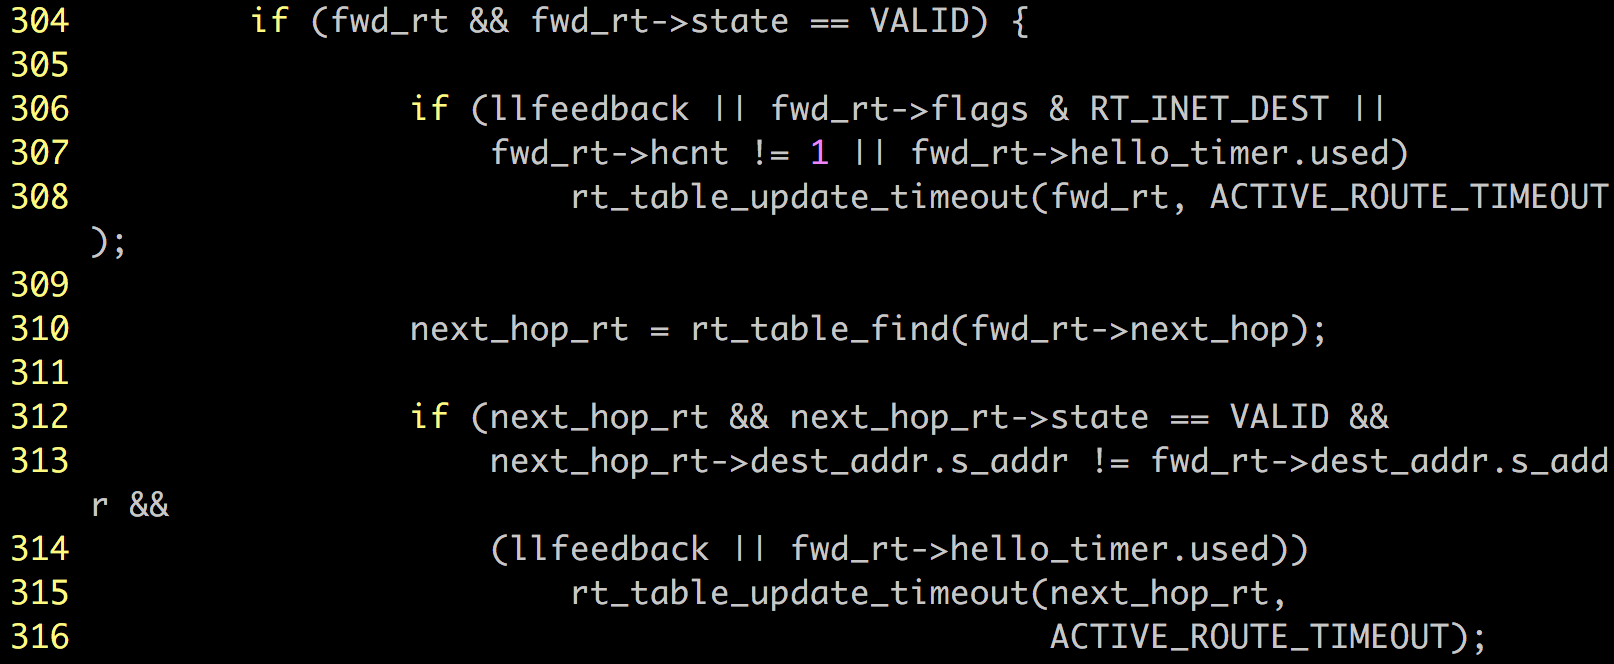 304         if (fwd_rt && fwd_rt->state == VALID) {
305
306                 if (llfeedback || fwd_rt->flags & RT_INET_DEST ||
307                     fwd_rt->hcnt != 1 || fwd_rt->hello_timer.used)
308                         rt_table_update_timeout(fwd_rt, ACTIVE_ROUTE_TIMEOUT
);
309
310                 next_hop_rt = rt_table_find(fwd_rt->next_hop);
311
312                 if (next_hop_rt && next_hop_rt->state == VALID &&
313                     next_hop_rt->dest_addr.s_addr != fwd_rt->dest_addr.s_add
r &&
314                     (llfeedback || fwd_rt->hello_timer.used))
315                         rt_table_update_timeout(next_hop_rt,
316                                                 ACTIVE_ROUTE_TIMEOUT);